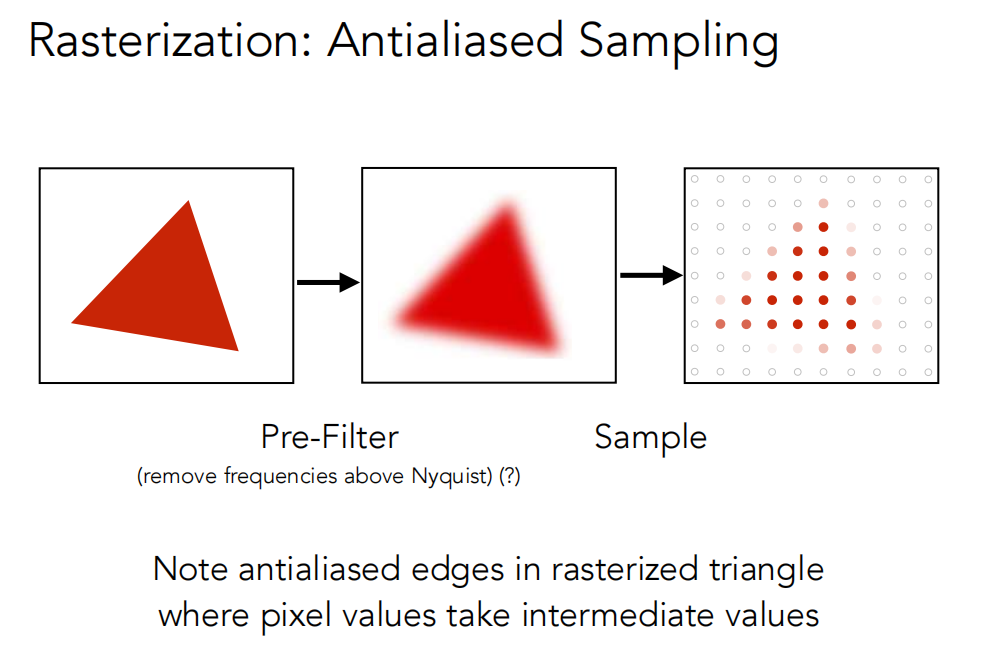 Rasterization: Antialiased Sampling
Pre-Filter
Sample
(remove frequencies above Nyquist) (?)
Note antialiased edges in rasterized triangle
where pixel values take intermediate values